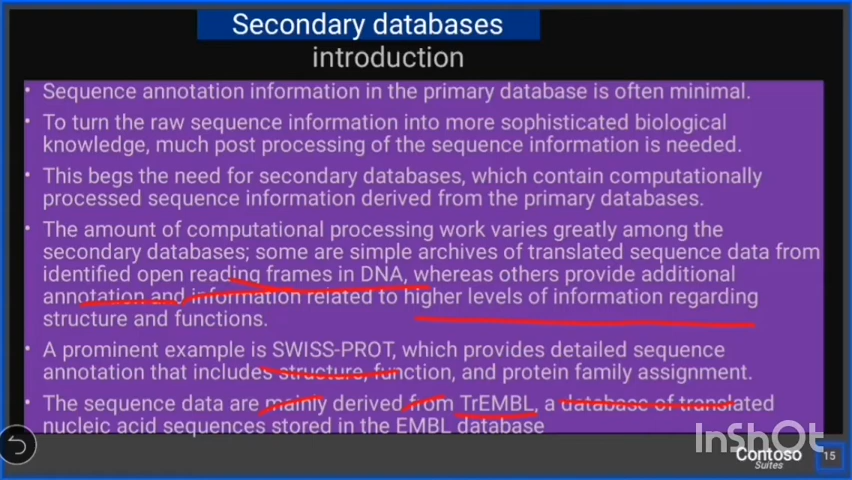 Secondary databases
introduction
• Sequence annotation information in the primary database is often minimal.
• To turn the raw sequence information into more sophisticated biological
knowledge, much post processing of the sequence information is needed.
• This begs the need for secondary databases, which contain computationally
processed sequence information derived from the primary databases.
• The amount of computational processing work varies greatly among the
secondary databases; some are simple archives of translated sequence data from
identified open reading frames in DNA, whereas others provide additional
annotation and information related to higher levels of information regarding
structure and functions.
• A prominent example is SWISS-PROT, which provides detailed sequence
annotation that includes structure, function, and protein family assignment.
• The sequence data are mainly derived from TrEMBL, a database of translated
nucleic acid sequences stored in the EMBL database
InShOt
Contoso
Suites
15